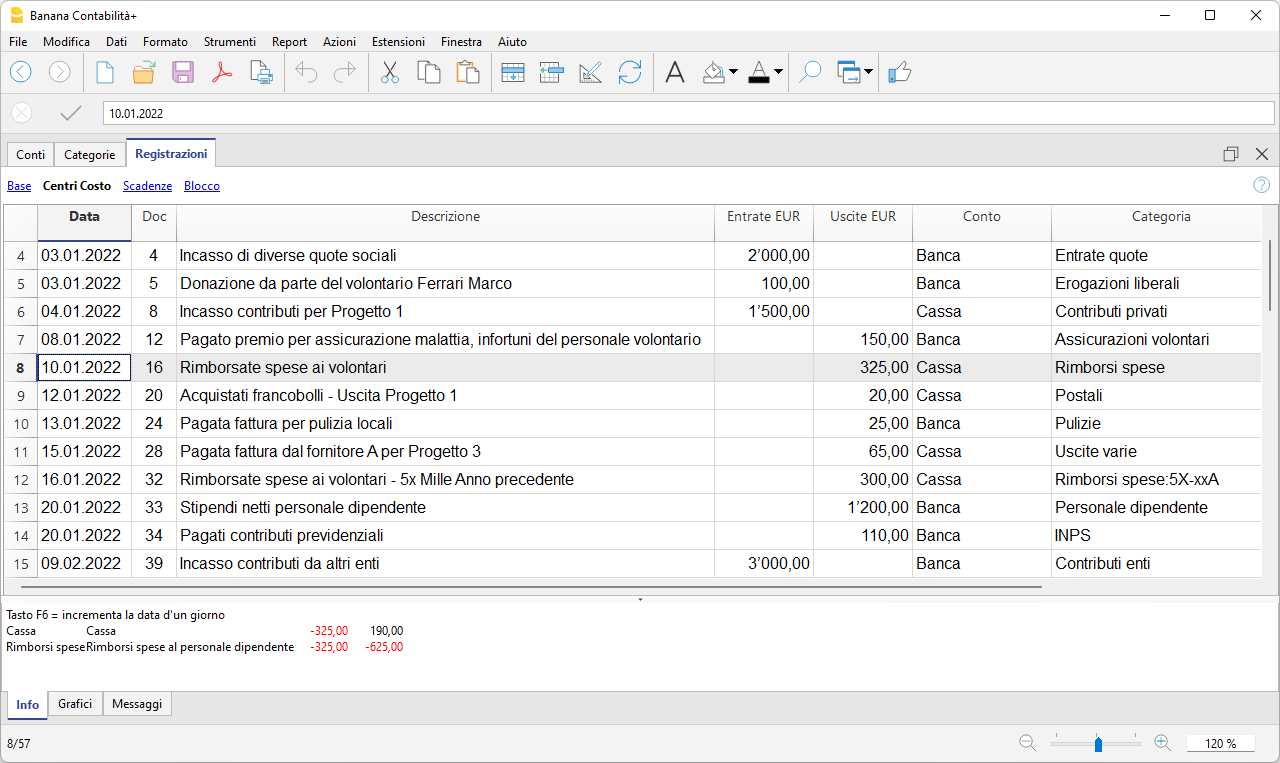 Banana Contabilità+
File Modifica Dati Formato Strumenti Report Azioni Estensioni Finestra Aiuto
10.01.2022
Conti Categorie Registrazioni
Base Centri Costo Scadenze Blocco
Data Doc Descrizione Entrate EUR Uscite EUR Conto Categoria
4 03.01.2022 4 Incasso di diverse quote sociali 2’000,00 Banca Entrate quote
5 03.01.2022 5 Donazione da parte del volontario Ferrari Marco 100,00 Banca Erogazioni liberali
6 04.01.2022 8 Incasso contributi per Progetto 1 1’500,00 Cassa Contributi privati
7 08.01.2022 12 Pagato premio per assicurazione malattia, infortuni del personale volontario 150,00 Banca Assicurazioni volontari
8 10.01.2022 16 Rimborsate spese ai volontari 325,00 Cassa Rimborsi spese
9 12.01.2022 20 Acquistati francobolli - Uscita Progetto 1 20,00 Cassa Postali
10 13.01.2022 24 Pagata fattura per pulizia locali 25,00 Banca Pulizie
11 15.01.2022 28 Pagata fattura dal fornitore A per Progetto 3 65,00 Cassa Uscite varie
12 16.01.2022 32 Rimborsate spese ai volontari - 5x Mille Anno precedente 300,00 Cassa Rimborsi spese:5X-xxA
13 20.01.2022 33 Stipendi netti personale dipendente 1’200,00 Banca Personale dipendente
14 20.01.2022 34 Pagati contributi previdenziali 110,00 Banca INPS
15 09.02.2022 39 Incasso contributi da altri enti 3’000,00 Banca Contributi enti
Tasto F6 = incrementa la data d'un giorno
Cassa Cassa -325,00 190,00
Rimborsi spese Rimborsi spese al personale dipendente -325,00 -625,00
Info Grafici Messaggi
8/57 120 %